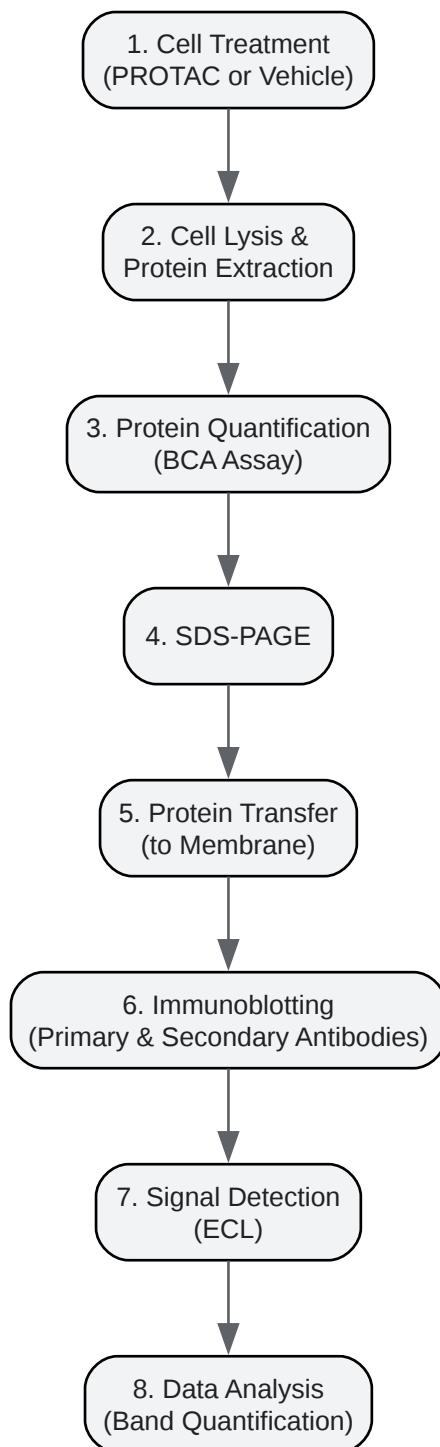 1. Cell Treatment
(PROTAC or Vehicle)
2. Cell Lysis &
Protein Extraction
3. Protein Quantification
(BCA Assay)
4. SDS-PAGE
5. Protein Transfer
(to Membrane)
6. Immunoblotting
(Primary & Secondary Antibodies)
7. Signal Detection
(ECL)
8. Data Analysis
(Band Quantification)